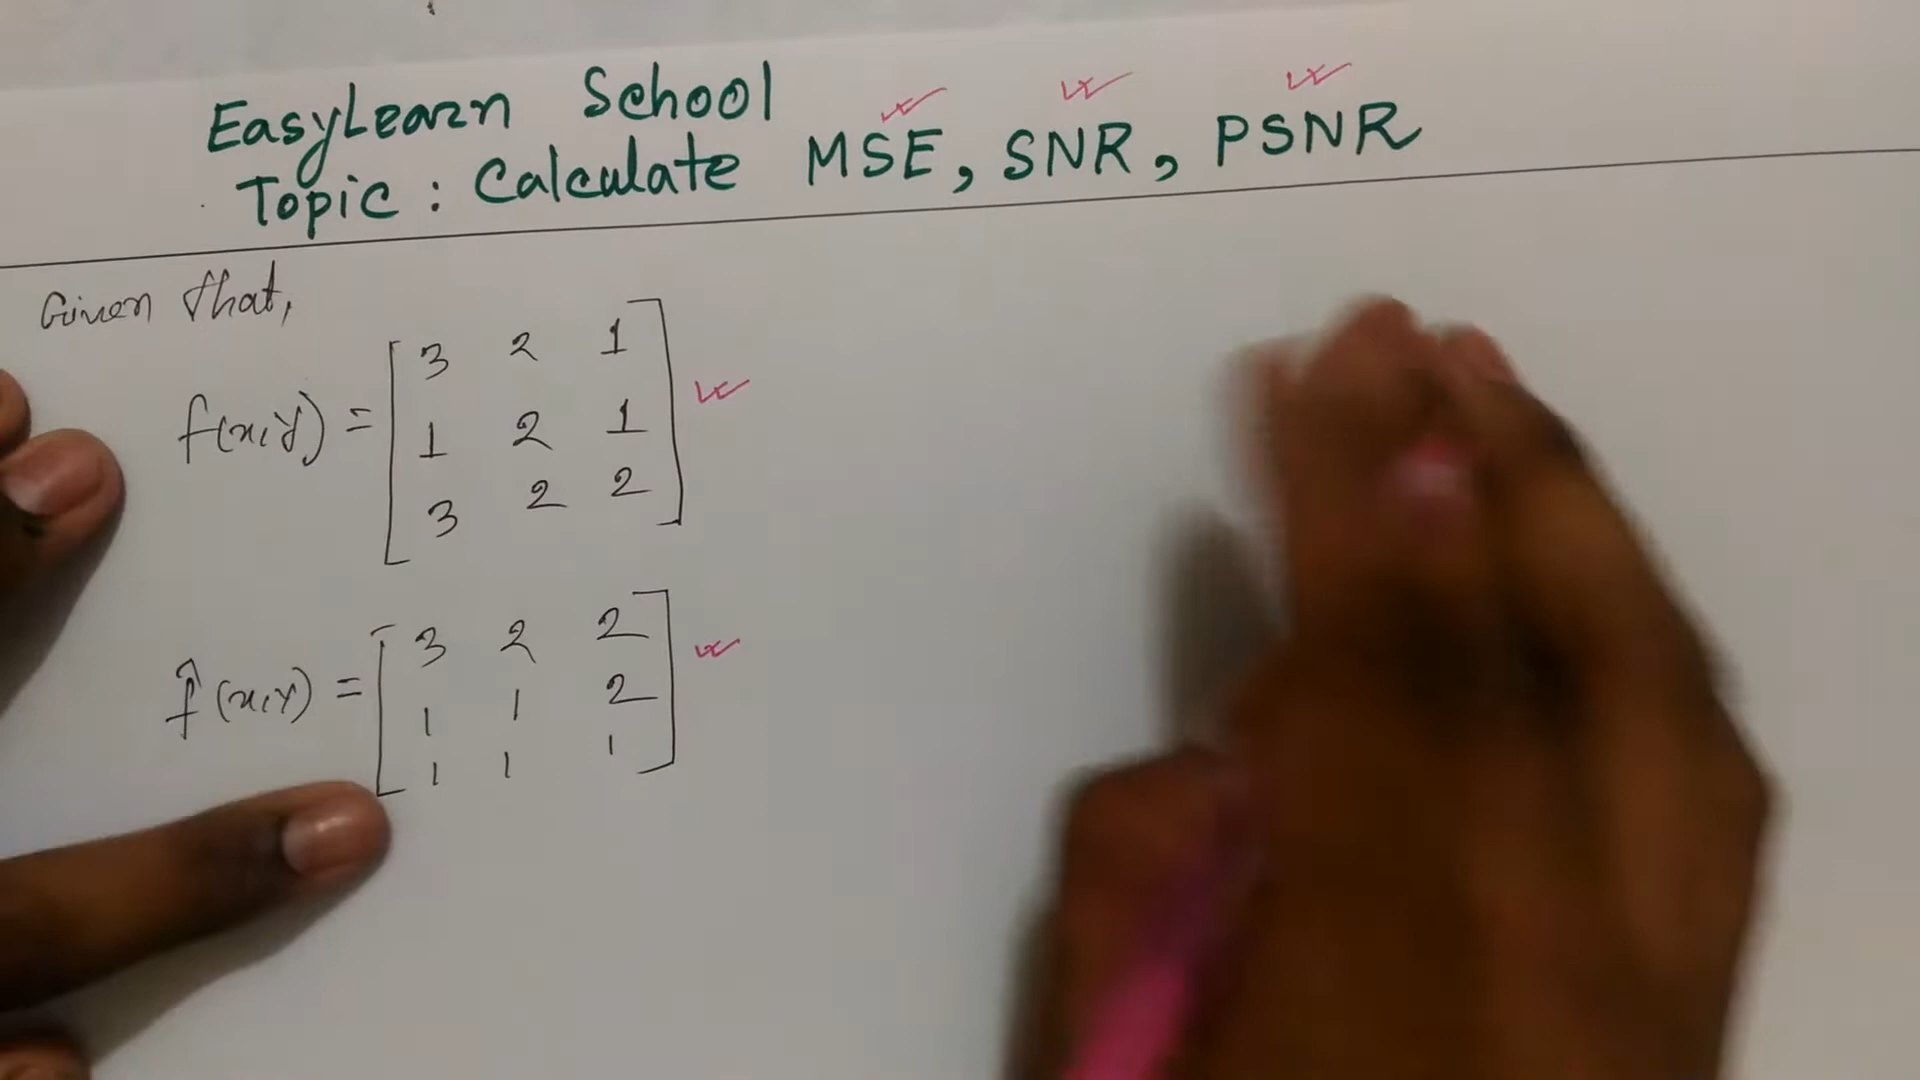 EasyLearn School
Topic : Calculate MSE, SNR, PSNR
Given that,
f(x,y) = [ 3 2 1
1 2 1
3 2 2 ]
f̂(x,y) = [ 3 2 2
1 1 2
1 1 1 ]